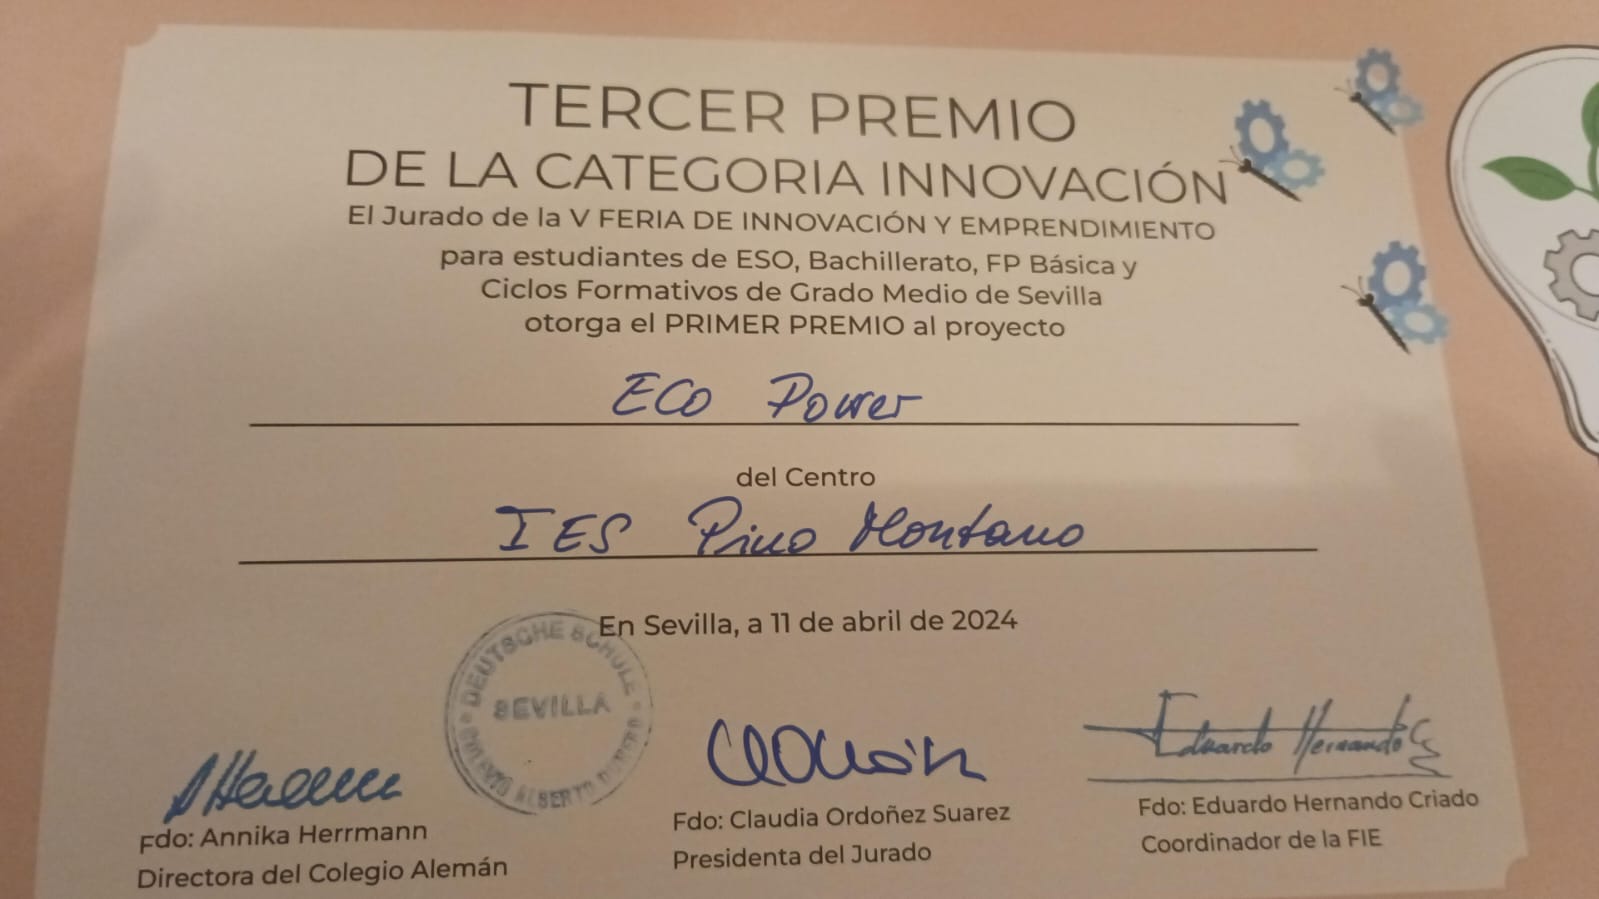 TERCER PREMIO
DE LA CATEGORIA INNOVACIÓN
El Jurado de la V FERIA DE INNOVACIÓN Y EMPRENDIMIENTO
para estudiantes de ESO, Bachillerato, FP Básica y
Ciclos Formativos de Grado Medio de Sevilla
otorga el PRIMER PREMIO al proyecto
ECO Power
del Centro
IES Pino Montano
En Sevilla, a 11 de abril de 2024
DEUTSCHE SCHULE
SEVILLA
ALBERTO DURERO
Eduardo Hernando
Fdo: Annika Herrmann
Directora del Colegio Alemán
Fdo: Claudia Ordoñez Suarez
Presidenta del Jurado
Fdo: Eduardo Hernando Criado
Coordinador de la FIE